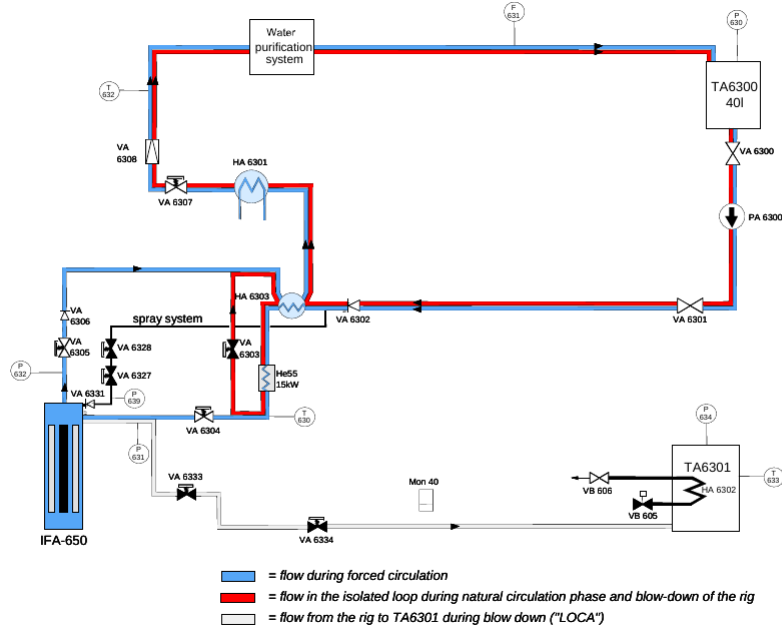 F
631
P
630
Water
purification
system
TA6300
40l
T
632
VA
6308
VA 6300
HA 6301
VA 6307
PA 6300
HA 6303
VA
6306
spray system
VA 6302
VA 6301
VA
6305
VA 6328
VA
6303
P
632
VA 6327
He55
15kW
VA 6331
P
639
VA 6304
T
630
P
631
P
634
TA6301
HA 6302
T
633
VA 6333
Mon 40
VB 606
VB 605
VA 6334
IFA-650
= flow during forced circulation
= flow in the isolated loop during natural circulation phase and blow-down of the rig
= flow from the rig to TA6301 during blow down ("LOCA")